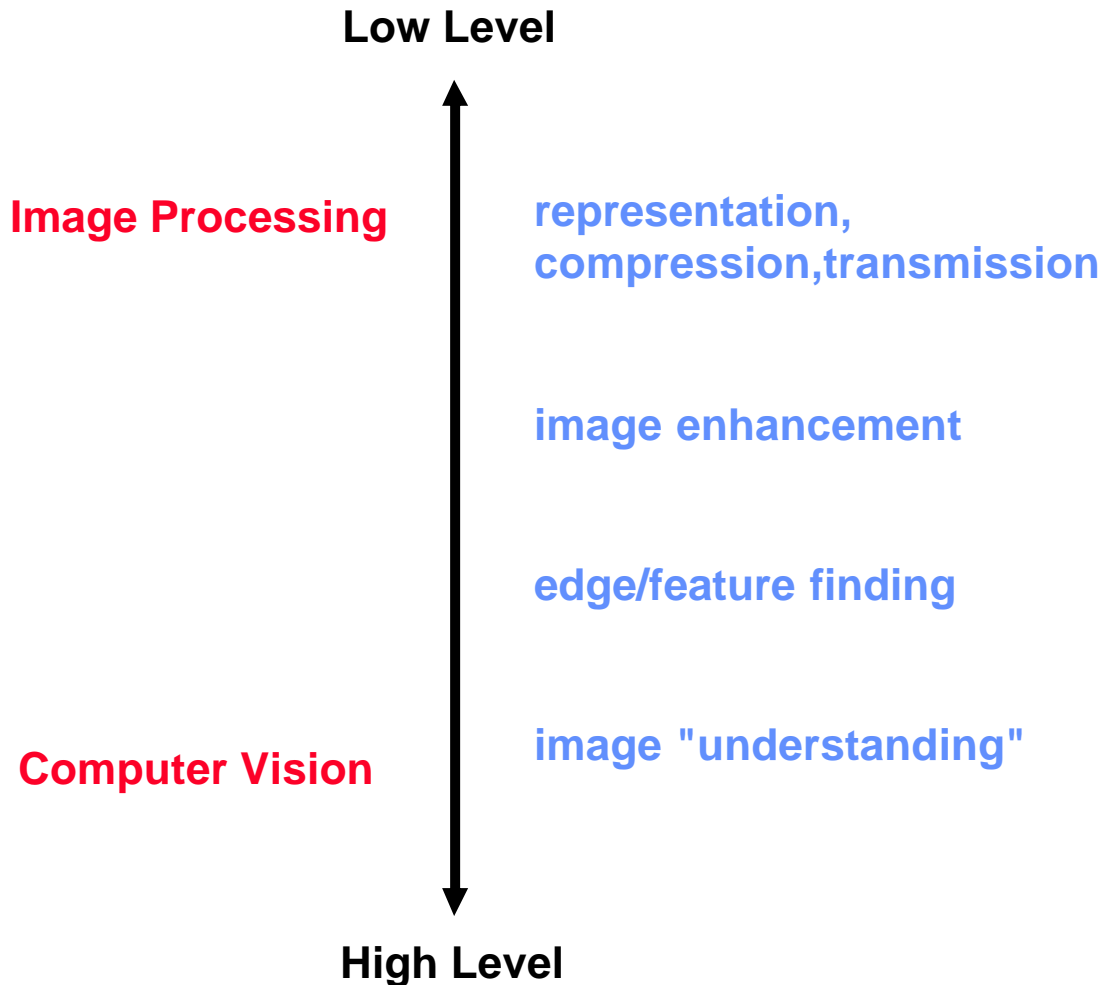 Low Level
Image Processing
representation,
compression,transmission
image enhancement
edge/feature finding
image "understanding"
Computer Vision
High Level